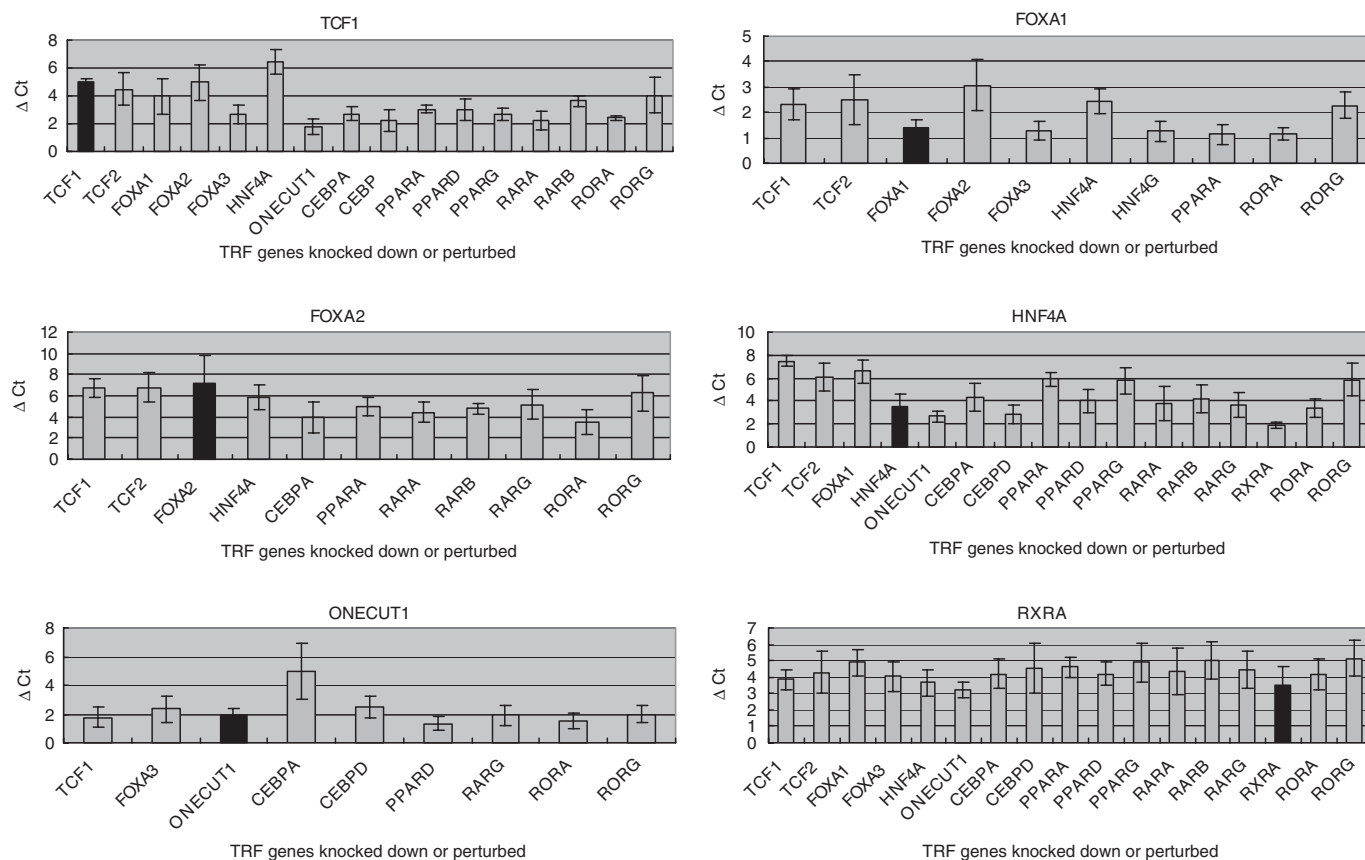 TCF1
Δ Ct
8
6
4
2
0
TCF1 TCF2 FOXA1 FOXA2 FOXA3 HNF4A ONECUT1 CEBPA CEBP PPARA PPARD PPARG RARA RARB RORA RORG
TRF genes knocked down or perturbed
FOXA1
Δ Ct
5
4
3
2
1
0
TCF1 TCF2 FOXA1 FOXA2 FOXA3 HNF4A HNF4G PPARA RORA RORG
TRF genes knocked down or perturbed
FOXA2
Δ Ct
12
10
8
6
4
2
0
TCF1 TCF2 FOXA2 HNF4A CEBPA PPARA RARA RARB RARG RORA RORG
TRF genes knocked down or perturbed
HNF4A
Δ Ct
10
8
6
4
2
0
TCF1 TCF2 FOXA1 HNF4A ONECUT1 CEBPA CEBPD PPARA PPARD PPARG RARA RARB RARG RXRA RORA RORG
TRF genes knocked down or perturbed
ONECUT1
Δ Ct
8
6
4
2
0
TCF1 FOXA3 ONECUT1 CEBPA CEBPD PPARD RARG RORA RORG
TRF genes knocked down or perturbed
RXRA
Δ Ct
7
6
5
4
3
2
1
0
TCF1 TCF2 FOXA1 FOXA3 HNF4A ONECUT1 CEBPA CEBPD PPARA PPARD PPARG RARA RARB RARG RXRA RORA RORG
TRF genes knocked down or perturbed